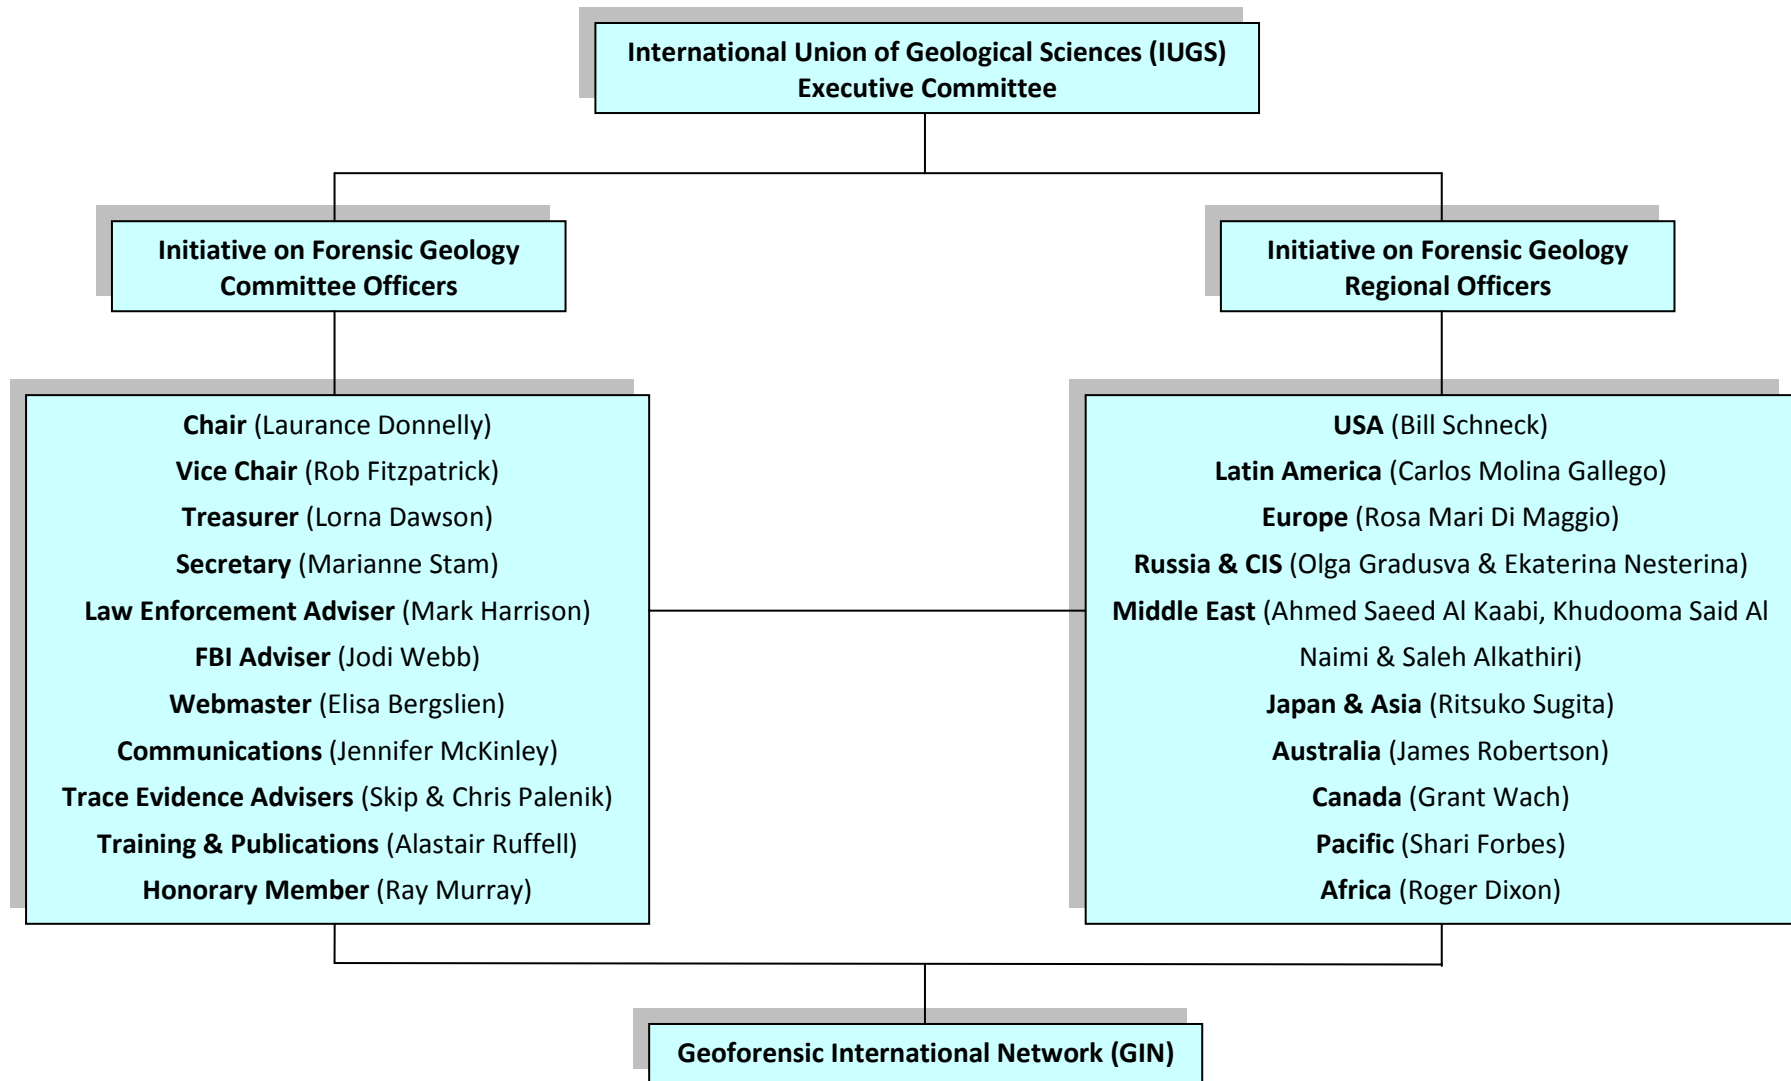 International Union of Geological Sciences (IUGS)
Executive Committee
Initiative on Forensic Geology
Committee Officers
Initiative on Forensic Geology
Regional Officers
Chair (Laurance Donnelly)
Vice Chair (Rob Fitzpatrick)
Treasurer (Lorna Dawson)
Secretary (Marianne Stam)
Law Enforcement Adviser (Mark Harrison)
FBI Adviser (Jodi Webb)
Webmaster (Elisa Bergslien)
Communications (Jennifer McKinley)
Trace Evidence Advisers (Skip & Chris Palenik)
Training & Publications (Alastair Ruffell)
Honorary Member (Ray Murray)
USA (Bill Schneck)
Latin America (Carlos Molina Gallego)
Europe (Rosa Mari Di Maggio)
Russia & CIS (Olga Gradusva & Ekaterina Nesterina)
Middle East (Ahmed Saeed Al Kaabi, Khudooma Said Al
Naimi & Saleh Alkathiri)
Japan & Asia (Ritsuko Sugita)
Australia (James Robertson)
Canada (Grant Wach)
Pacific (Shari Forbes)
Africa (Roger Dixon)
Geoforensic International Network (GIN)